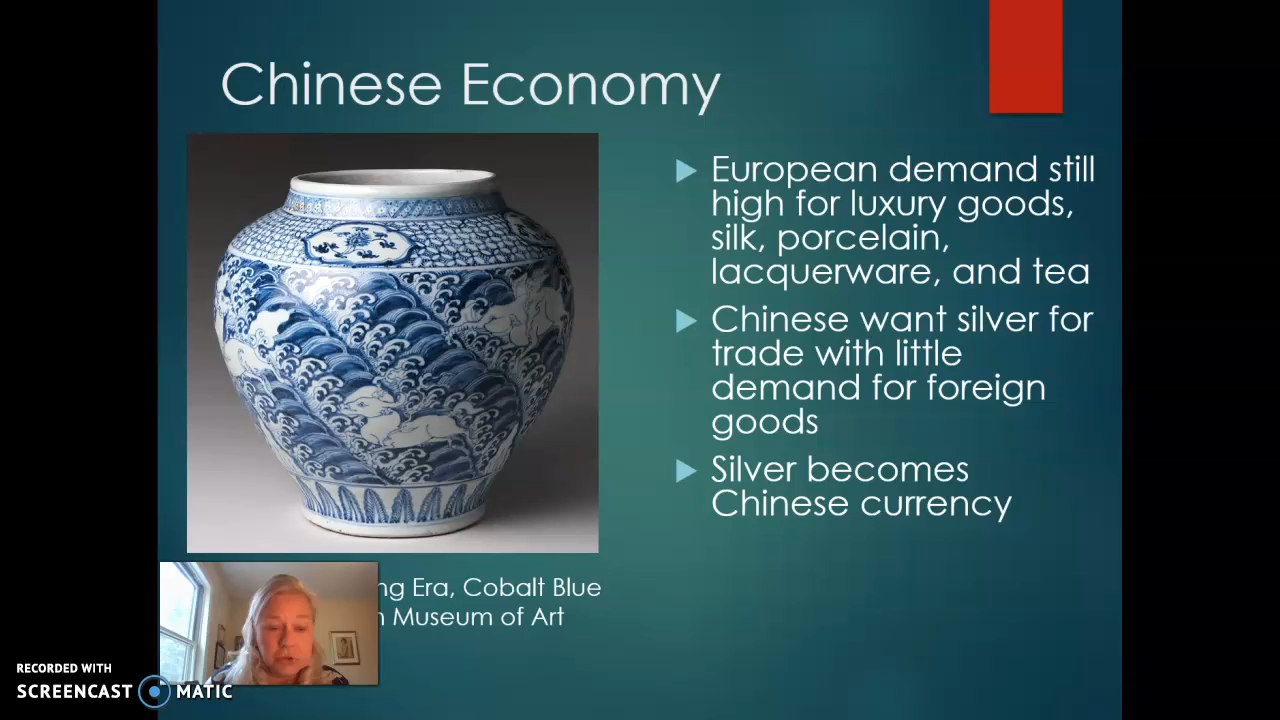 Chinese Economy
European demand still
high for luxury goods,
silk, porcelain,
lacquerware, and tea
Chinese want silver for
trade with little
demand for foreign
goods
Silver becomes
Chinese currency
Era, Cobalt Blue
Museum of Art
RECORDED WITH
SCREENCAST MATIC